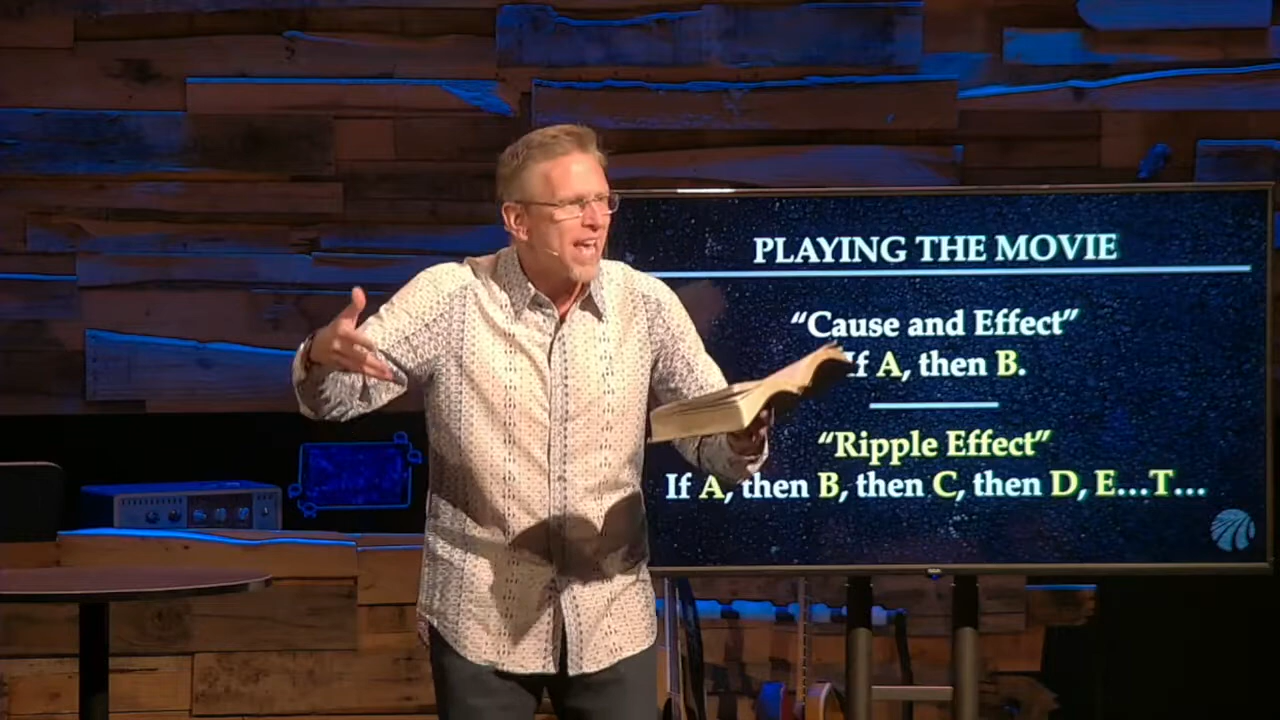 PLAYING THE MOVIE
“Cause and Effect”
If A, then B.
“Ripple Effect”
If A, then B, then C, then D, E...T...